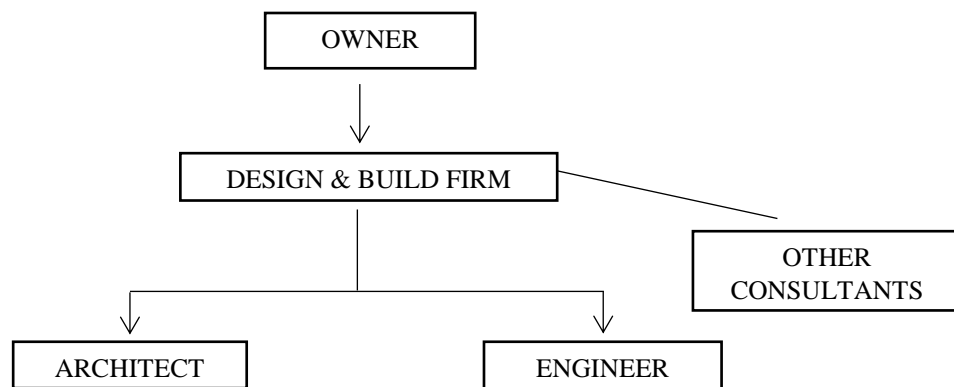 OWNER
DESIGN & BUILD FIRM
OTHER
CONSULTANTS
ARCHITECT
ENGINEER